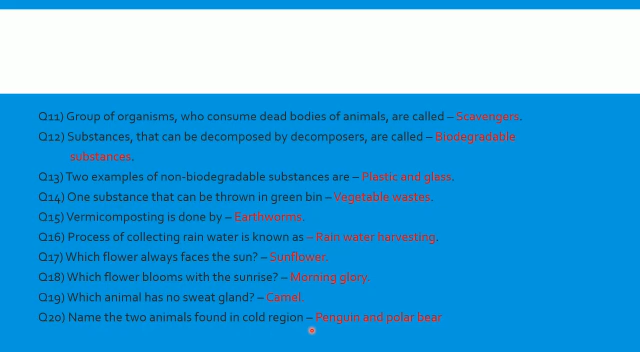 Q11) Group of organisms, who consume dead bodies of animals, are called – Scavengers.
Q12) Substances, that can be decomposed by decomposers, are called – Biodegradable
substances.
Q13) Two examples of non-biodegradable substances are – Plastic and glass.
Q14) One substance that can be thrown in green bin – Vegetable wastes.
Q15) Vermicomposting is done by – Earthworms.
Q16) Process of collecting rain water is known as – Rain water harvesting.
Q17) Which flower always faces the sun? – Sunflower.
Q18) Which flower blooms with the sunrise? – Morning glory.
Q19) Which animal has no sweat gland? – Camel.
Q20) Name the two animals found in cold region – Penguin and polar bear.